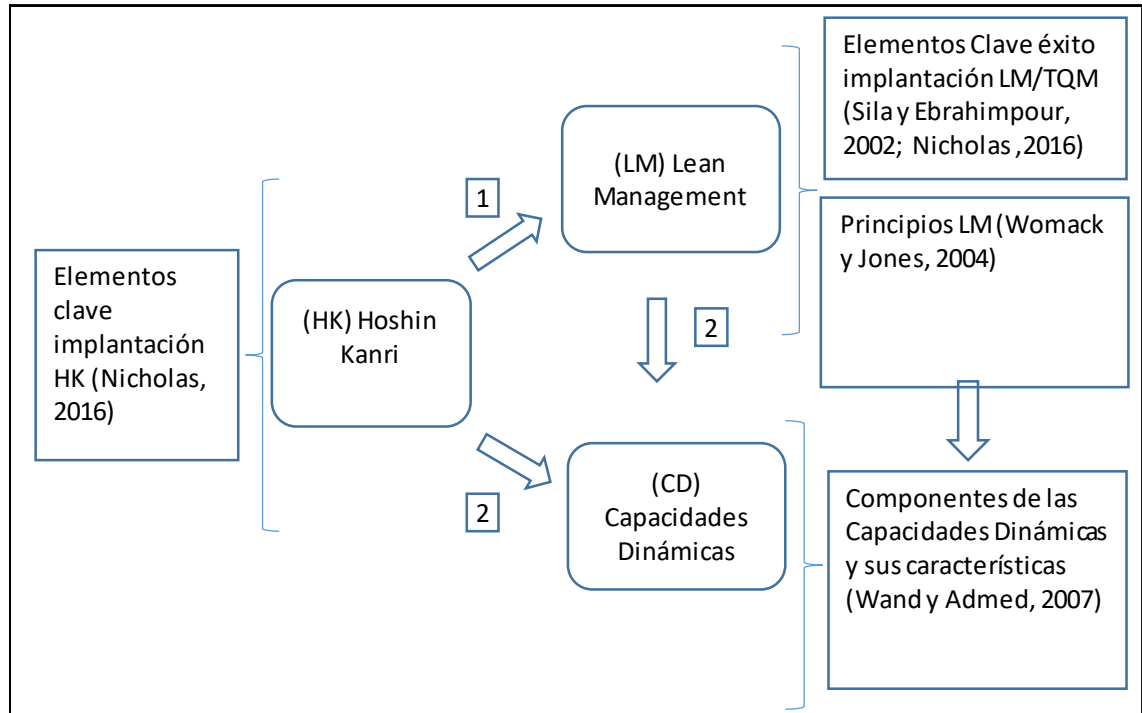 Elementos
clave
implantación
HK (Nicholas,
2016)
(HK) Hoshin
Kanri
1
2
(LM) Lean
Management
2
(CD)
Capacidades
Dinámicas
Elementos Clave éxito
implantación LM/TQM
(Sila y Ebrahimpour,
2002; Nicholas ,2016)
Principios LM (Womack
y Jones, 2004)
Componentes de las
Capacidades Dinámicas
y sus características
(Wand y Admed, 2007)